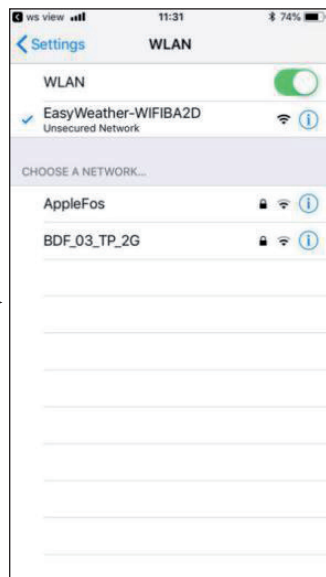 ws view 11:31 74%
Settings WLAN
WLAN
EasyWeather-WIFIBA2D
Unsecured Network
CHOOSE A NETWORK...
AppleFos
BDF_03_TP_2G